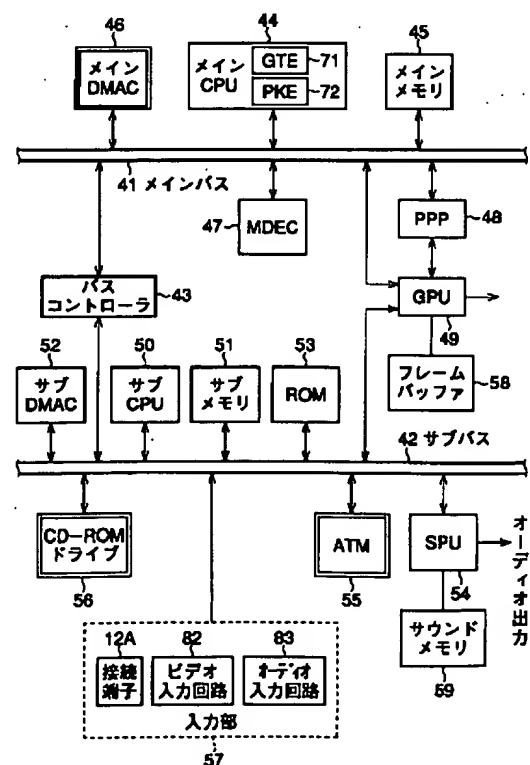 46
44
45
メイン
DMAC
メイン
CPU
GTE
71
PKE
72
メイン
メモリ
41 メインバス
47
MDEC
PPP
48
バス
コントローラ
43
GPU
49
52
50
51
53
サブ
DMAC
サブ
CPU
サブ
メモリ
ROM
フレーム
バッファ
58
42 サブバス
CD-ROM
ドライブ
56
ATM
55
SPU
54
オーディオ出力
サウンド
メモリ
59
12A
82
83
接続
端子
ビデオ
入力回路
オーディオ
入力回路
入力部
57